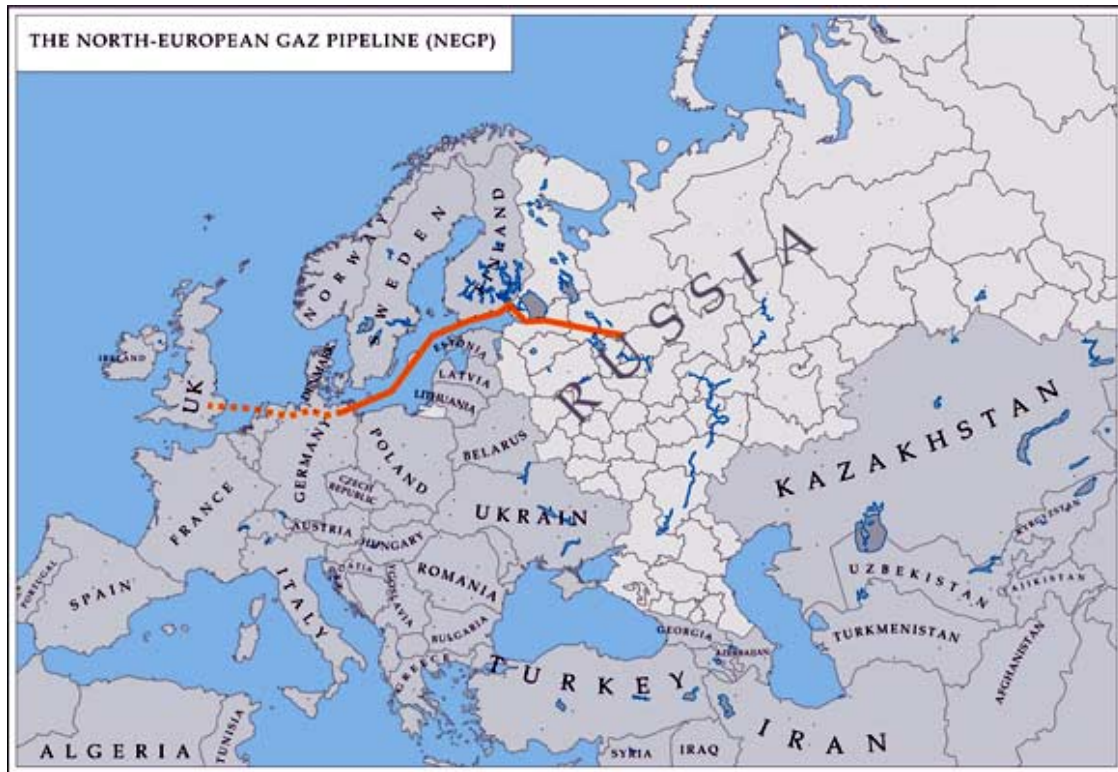 THE NORTH-EUROPEAN GAZ PIPELINE (NEGP)
NORWAY
SWEDEN
FINLAND
RUSSIA
ESTONIA
LATVIA
LITHUANIA
IRELAND
UK
DENMARK
GERMANY
POLAND
BELARUS
KAZAKHSTAN
CZECH
REPUBLIC
UKRAIN
FRANCE
AUSTRIA
HUNGARY
ROMANIA
PORTUGAL
SPAIN
ITALY
BULGARIA
GREECE
GEORGIA
AZERBAIJAN
TURKEY
UZBEKISTAN
KYRGYZSTAN
TAJIKISTAN
TURKMENISTAN
AFGHANISTAN
ALGERIA
TUNISIA
SYRIA
IRAQ
IRAN